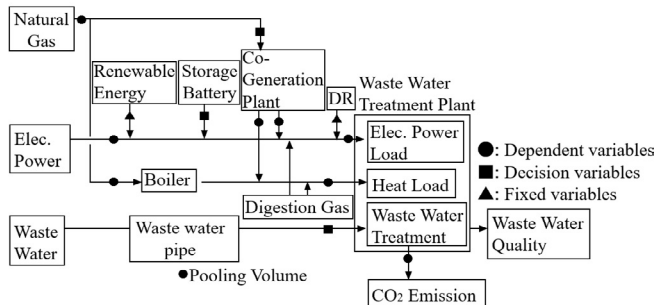 Natural
Gas
Renewable
Energy
Storage
Battery
Co-
Generation
Plant
DR
Waste Water
Treatment Plant
Elec.
Power
Elec. Power
Load
Boiler
Heat Load
Digestion Gas
●: Dependent variables
■: Decision variables
▲: Fixed variables
Waste
Water
Waste water
pipe
Waste Water
Treatment
Waste Water
Quality
●Pooling Volume
CO₂ Emission